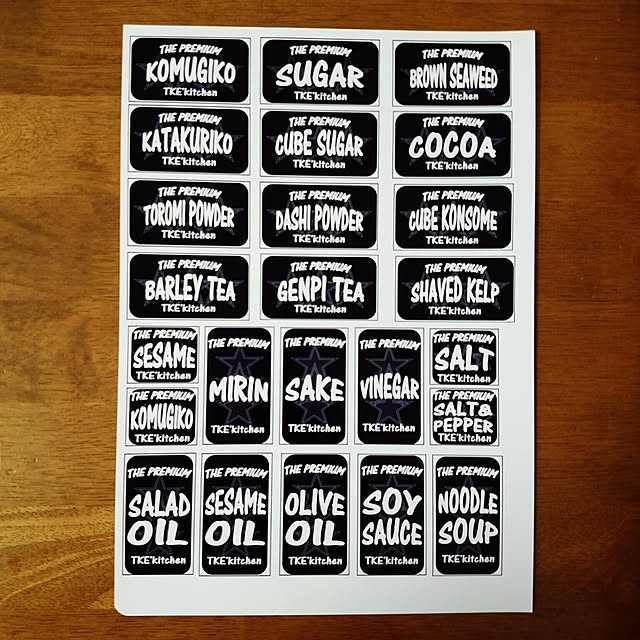 THE PREMIUM
KOMUGIKO
TKE'kitchen
THE PREMIUM
SUGAR
TKE'kitchen
THE PREMIUM
BROWN SEAWEED
TKE'kitchen
THE PREMIUM
KATAKURIKO
TKE'kitchen
THE PREMIUM
CUBE SUGAR
TKE'kitchen
THE PREMIUM
COCOA
TKE'kitchen
THE PREMIUM
TOROMI POWDER
TKE'kitchen
THE PREMIUM
DASHI POWDER
TKE'kitchen
THE PREMIUM
CUBE KONSOME
TKE'kitchen
THE PREMIUM
BARLEY TEA
TKE'kitchen
THE PREMIUM
GENPI TEA
TKE'kitchen
THE PREMIUM
SHAVED KELP
TKE'kitchen
THE PREMIUM
SESAME
TKE'kitchen
THE PREMIUM
KOMUGIKO
TKE'kitchen
THE PREMIUM
MIRIN
TKE'kitchen
THE PREMIUM
SAKE
TKE'kitchen
THE PREMIUM
VINEGAR
TKE'kitchen
THE PREMIUM
SALT
TKE'kitchen
THE PREMIUM
SALT&
PEPPER
TKE'kitchen
THE PREMIUM
SALAD
OIL
TKE'kitchen
THE PREMIUM
SESAME
OIL
TKE'kitchen
THE PREMIUM
OLIVE
OIL
TKE'kitchen
THE PREMIUM
SOY
SAUCE
TKE'kitchen
THE PREMIUM
NOODLE
SOUP
TKE'kitchen